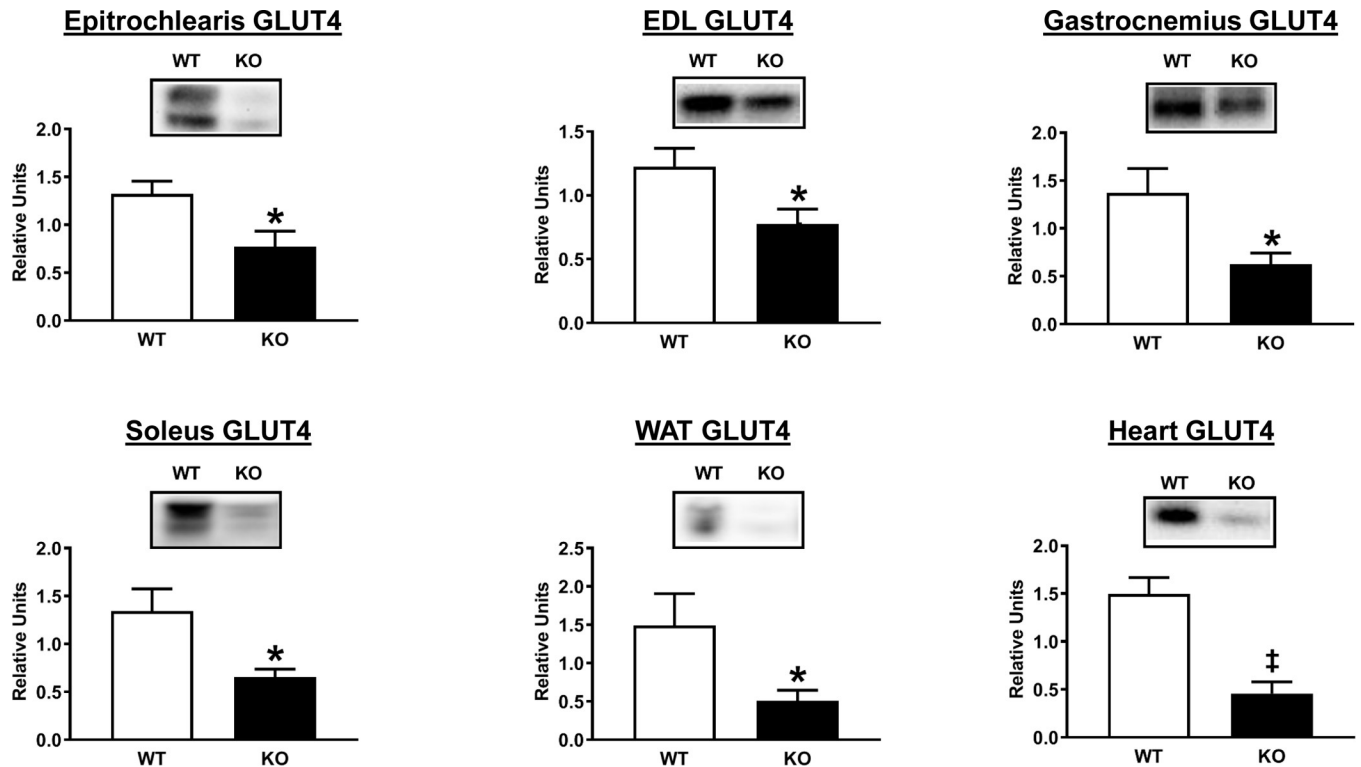 Epitrochlearis GLUT4
WT KO
Relative Units
2.0
1.5
1.0
0.5
0.0
*
WT KO
EDL GLUT4
WT KO
Relative Units
1.5
1.0
0.5
0.0
*
WT KO
Gastrocnemius GLUT4
WT KO
Relative Units
2.0
1.5
1.0
0.5
0.0
*
WT KO
Soleus GLUT4
WT KO
Relative Units
2.0
1.5
1.0
0.5
0.0
*
WT KO
WAT GLUT4
WT KO
Relative Units
2.5
2.0
1.5
1.0
0.5
0.0
*
WT KO
Heart GLUT4
WT KO
Relative Units
2.0
1.5
1.0
0.5
0.0
‡
WT KO